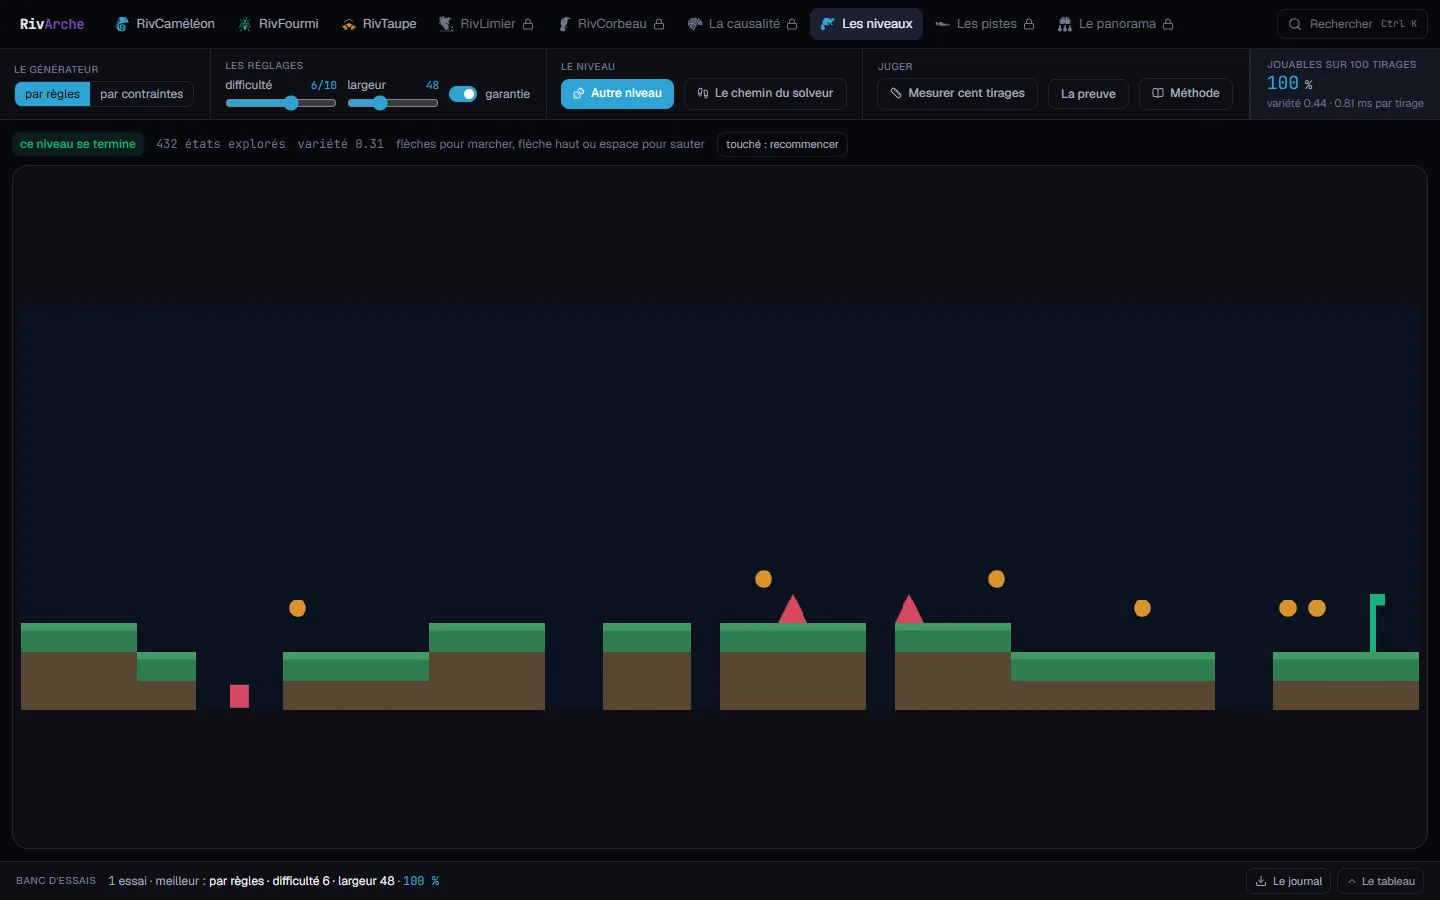 RivArche
RivCaméléon
RivFourmi
RivTaupe
RivLimier
RivCorbeau
La causalité
Les niveaux
Les pistes
Le panorama
Rechercher Ctrl K
LE GÉNÉRATEUR
par règles
par contraintes
LES RÉGLAGES
difficulté 6/10
largeur 48
garantie
LE NIVEAU
Autre niveau
Le chemin du solveur
JUGER
Mesurer cent tirages
La preuve
Méthode
JOUABLES SUR 100 TIRAGES
100 %
variété 0.44 · 0.81 ms par tirage
ce niveau se termine
432 états explorés
variété 0.31
flèches pour marcher, flèche haut ou espace pour sauter
touché : recommencer
BANC D'ESSAIS
1 essai · meilleur : par règles · difficulté 6 · largeur 48 · 100 %
Le journal
Le tableau